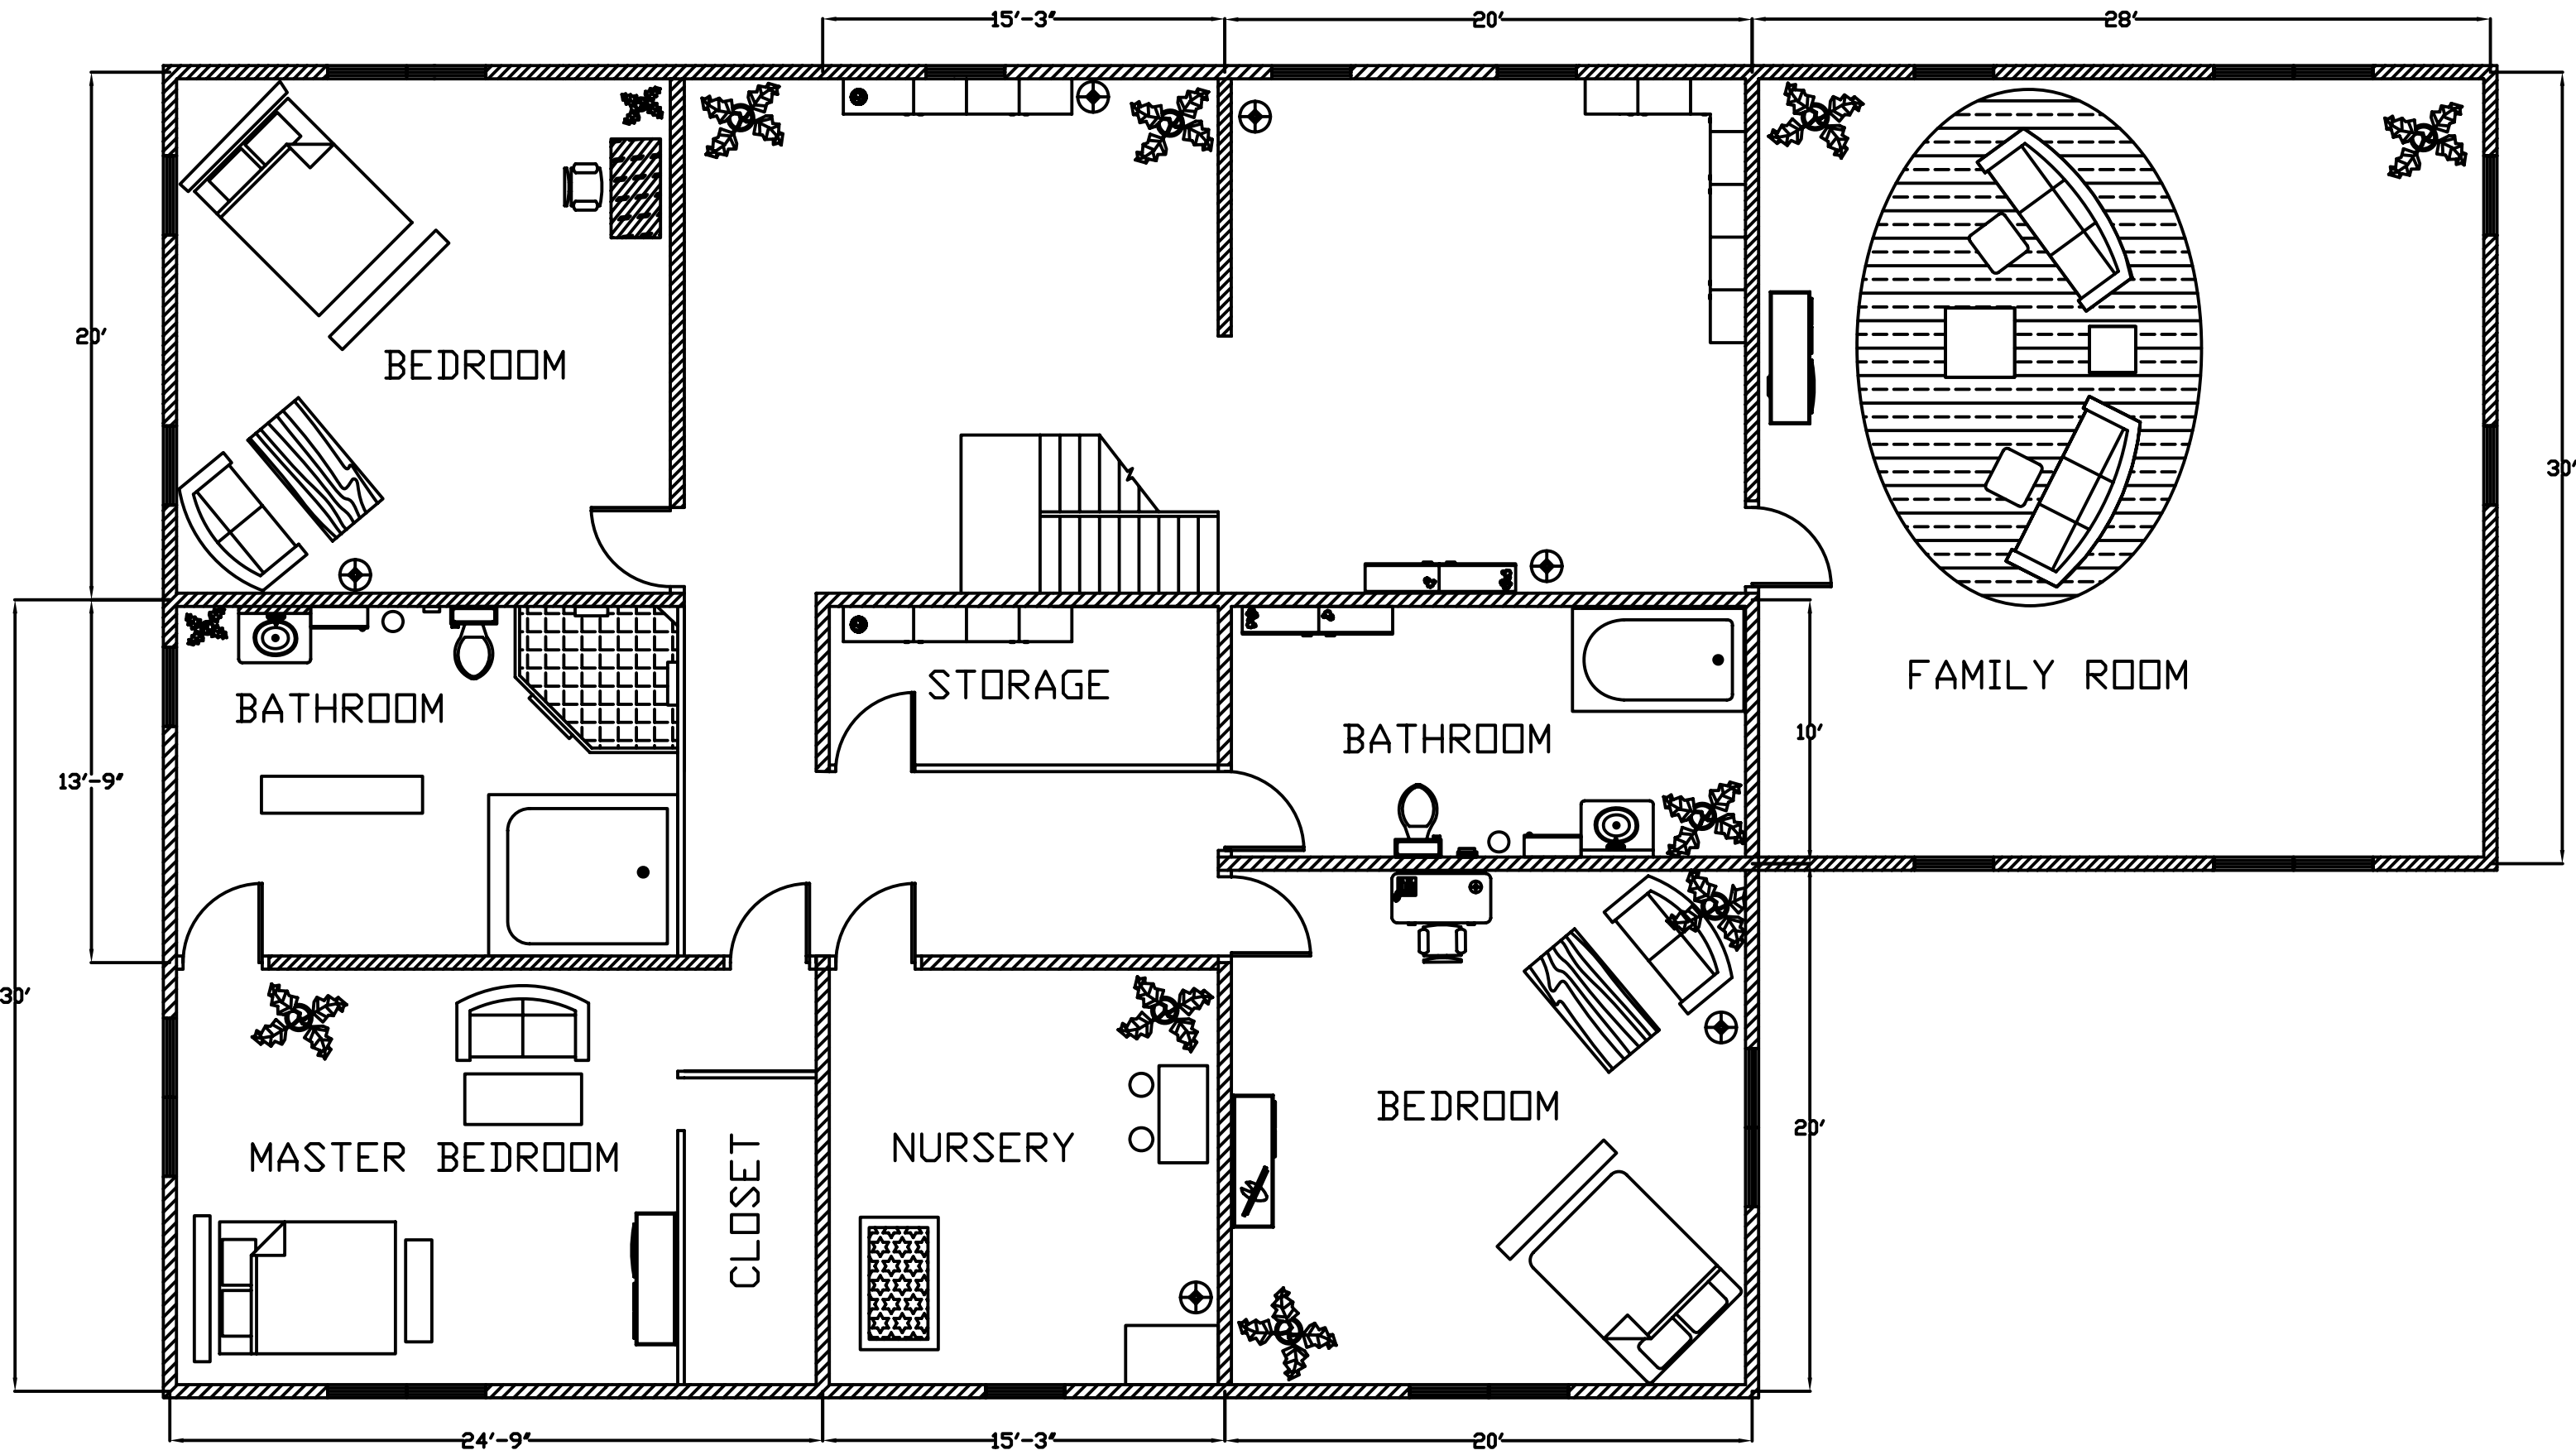 15'-3"
20'
28'
20'
BEDROOM
30'
STORAGE
FAMILY ROOM
BATHROOM
BATHROOM
10'
13'-9"
30'
BEDROOM
20'
MASTER BEDROOM
CLOSET
NURSERY
24'-9"
15'-3"
20'